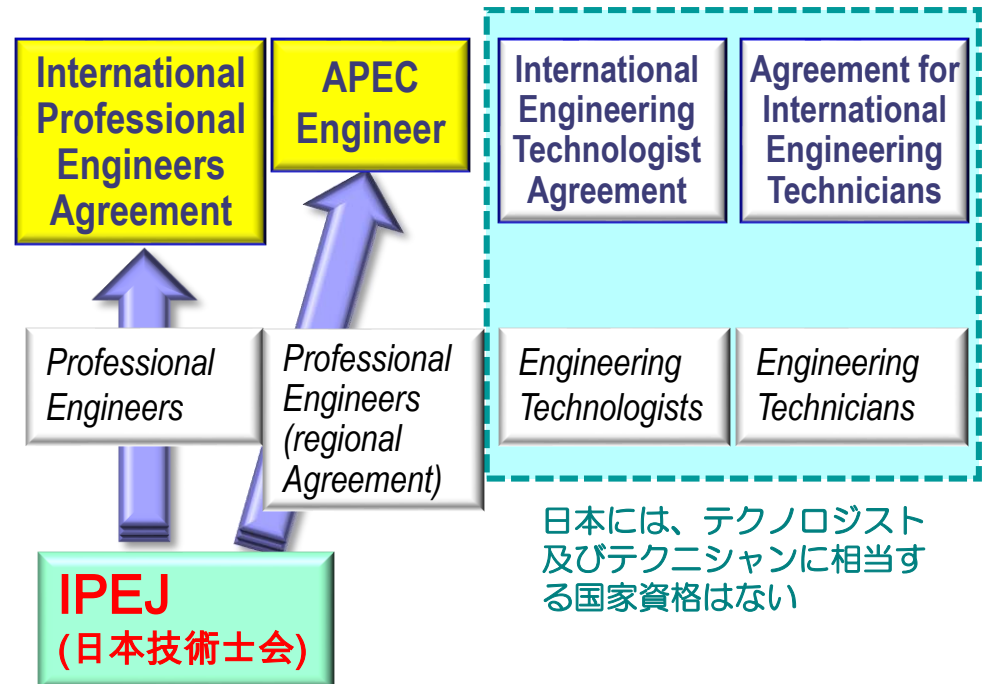 International
Professional
Engineers
Agreement
APEC
Engineer
International
Engineering
Technologist
Agreement
Agreement for
International
Engineering
Technicians
Professional
Engineers
Professional
Engineers
(regional
Agreement)
Engineering
Technologists
Engineering
Technicians
IPEJ
(日本技術士会)
日本には、テクノロジスト
及びテクニシャンに相当す
る国家資格はない